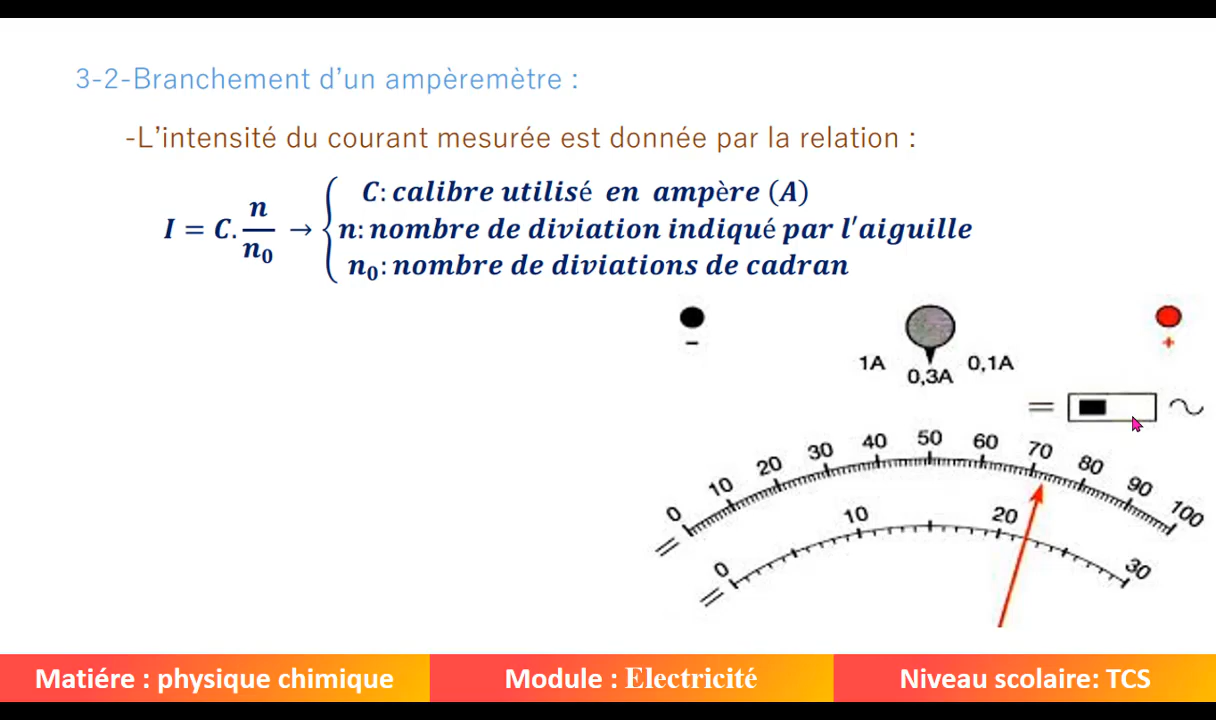 3-2-Branchement d’un ampèremètre :
-L’intensité du courant mesurée est donnée par la relation :
I = C. n/n₀ → { C: calibre utilisé en ampère (A)
n: nombre de diviation indiqué par l'aiguille
n₀: nombre de diviations de cadran
- +
1A 0,3A 0,1A
= ~
0 10 20 30 40 50 60 70 80 90 100
=
0 10 20 30
=
Matiére : physique chimique
Module : Electricité
Niveau scolaire: TCS